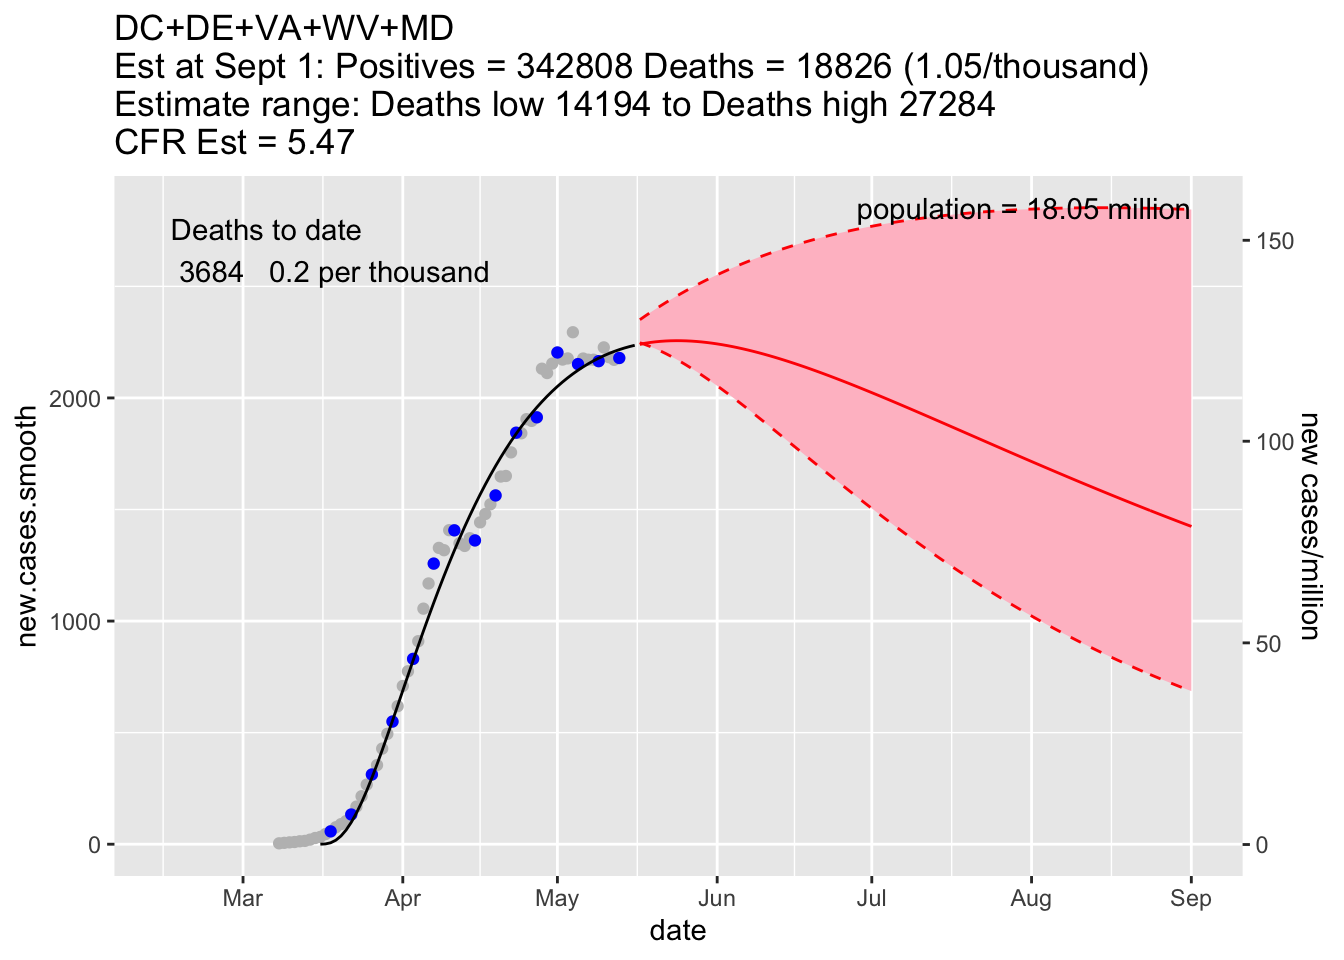 DC+DE+VA+WV+MD
Est at Sept 1: Positives = 342808 Deaths = 18826 (1.05/thousand)
Estimate range: Deaths low 14194 to Deaths high 27284
CFR Est = 5.47
population = 18.05 million
Deaths to date
3684 0.2 per thousand
150
100
50
0
2000
1000
0
new.cases.smooth
new cases/million
Mar Apr May Jun Jul Aug Sep
date